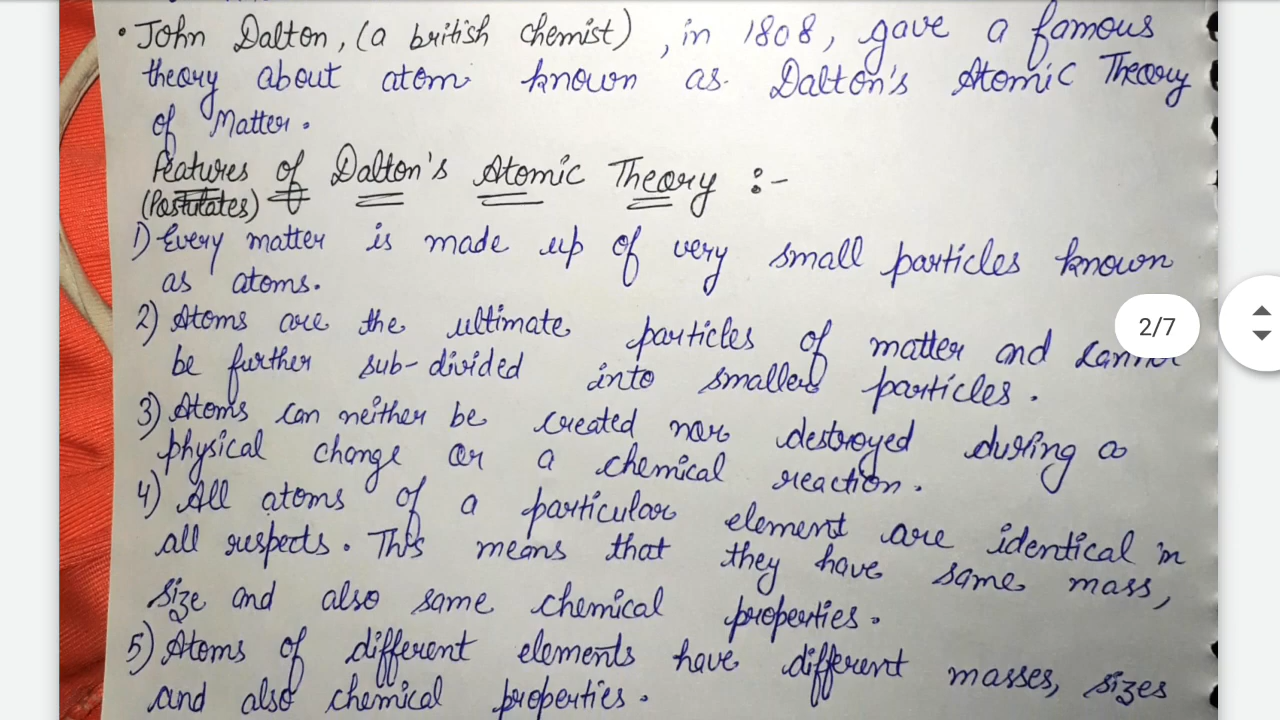 • John Dalton, (a british chemist), in 1808, gave a famous
theory about atom known as Dalton's Atomic Theory
of Matter.
Features of Dalton's Atomic Theory :-
(Postulates)
1) Every matter is made up of very small particles known
as atoms.
2) Atoms are the ultimate particles of matter and cannot
be further sub-divided into smaller particles.
3) Atoms can neither be created nor destroyed during a
physical change or a chemical reaction.
4) All atoms of a particular element are identical in
all respects. This means that they have same mass,
size and also same chemical properties.
5) Atoms of different elements have different masses, sizes
and also chemical properties.
2/7